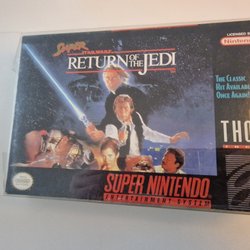 LICENSED
Nintendo
SUPER
STAR WARS
RETURN OF THE JEDI
THE CLASSIC
HIT AVAILABLE
ONCE AGAIN!
THQ
Nintendo
SUPER NINTENDO
ENTERTAINMENT SYSTEM